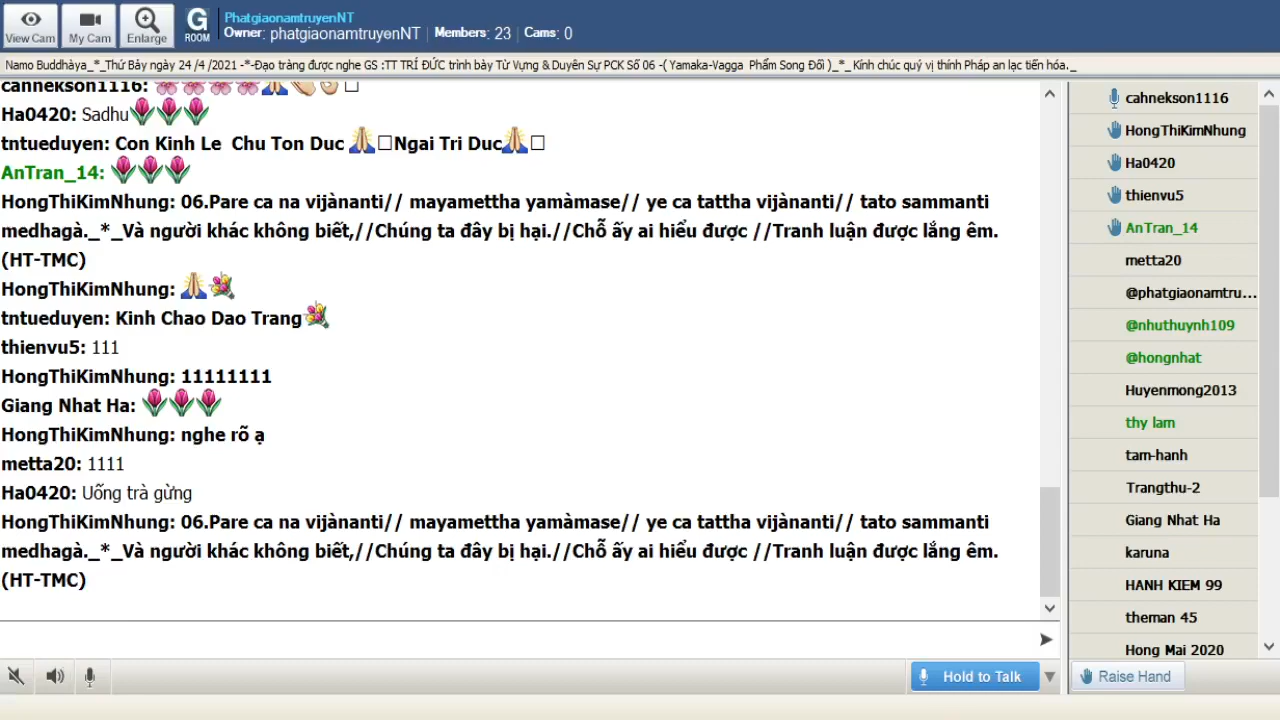 View Cam
My Cam
Enlarge
G
ROOM
PhatgiaonamtruyenNT
Owner: phatgiaonamtruyenNT Members: 23 Cams: 0
Namo Buddhàya_*_Thứ Bảy ngày 24 /4 /2021 -*-Đạo tràng được nghe GS :TT TRÍ ĐỨC trình bày Từ Vựng & Duyên Sự PCK Số 06 -( Yamaka-Vagga Phẩm Song Đối )_*_ Kính chúc quý vị thính Pháp an lạc tiến hóa._
cahnekson1116:
Ha0420: Sadhu
tntueduyen: Con Kinh Le Chu Ton Duc Ngai Tri Duc
AnTran_14:
HongThiKimNhung: 06.Pare ca na vijànanti// mayamettha yamàmase// ye ca tattha vijànanti// tato sammanti
medhagà._*_Và người khác không biết,//Chúng ta đây bị hại.//Chỗ ấy ai hiểu được //Tranh luận được lắng êm.
(HT-TMC)
HongThiKimNhung:
tntueduyen: Kinh Chao Dao Trang
thienvu5: 111
HongThiKimNhung: 11111111
Giang Nhat Ha:
HongThiKimNhung: nghe rõ ạ
metta20: 1111
Ha0420: Uống trà gừng
HongThiKimNhung: 06.Pare ca na vijànanti// mayamettha yamàmase// ye ca tattha vijànanti// tato sammanti
medhagà._*_Và người khác không biết,//Chúng ta đây bị hại.//Chỗ ấy ai hiểu được //Tranh luận được lắng êm.
(HT-TMC)
Hold to Talk
cahnekson1116
HongThiKimNhung
Ha0420
thienvu5
AnTran_14
metta20
@phatgiaonamtru...
@nhuthuynh109
@hongnhat
Huyenmong2013
thy lam
tam-hanh
Trangthu-2
Giang Nhat Ha
karuna
HANH KIEM 99
theman 45
Hong Mai 2020
Raise Hand